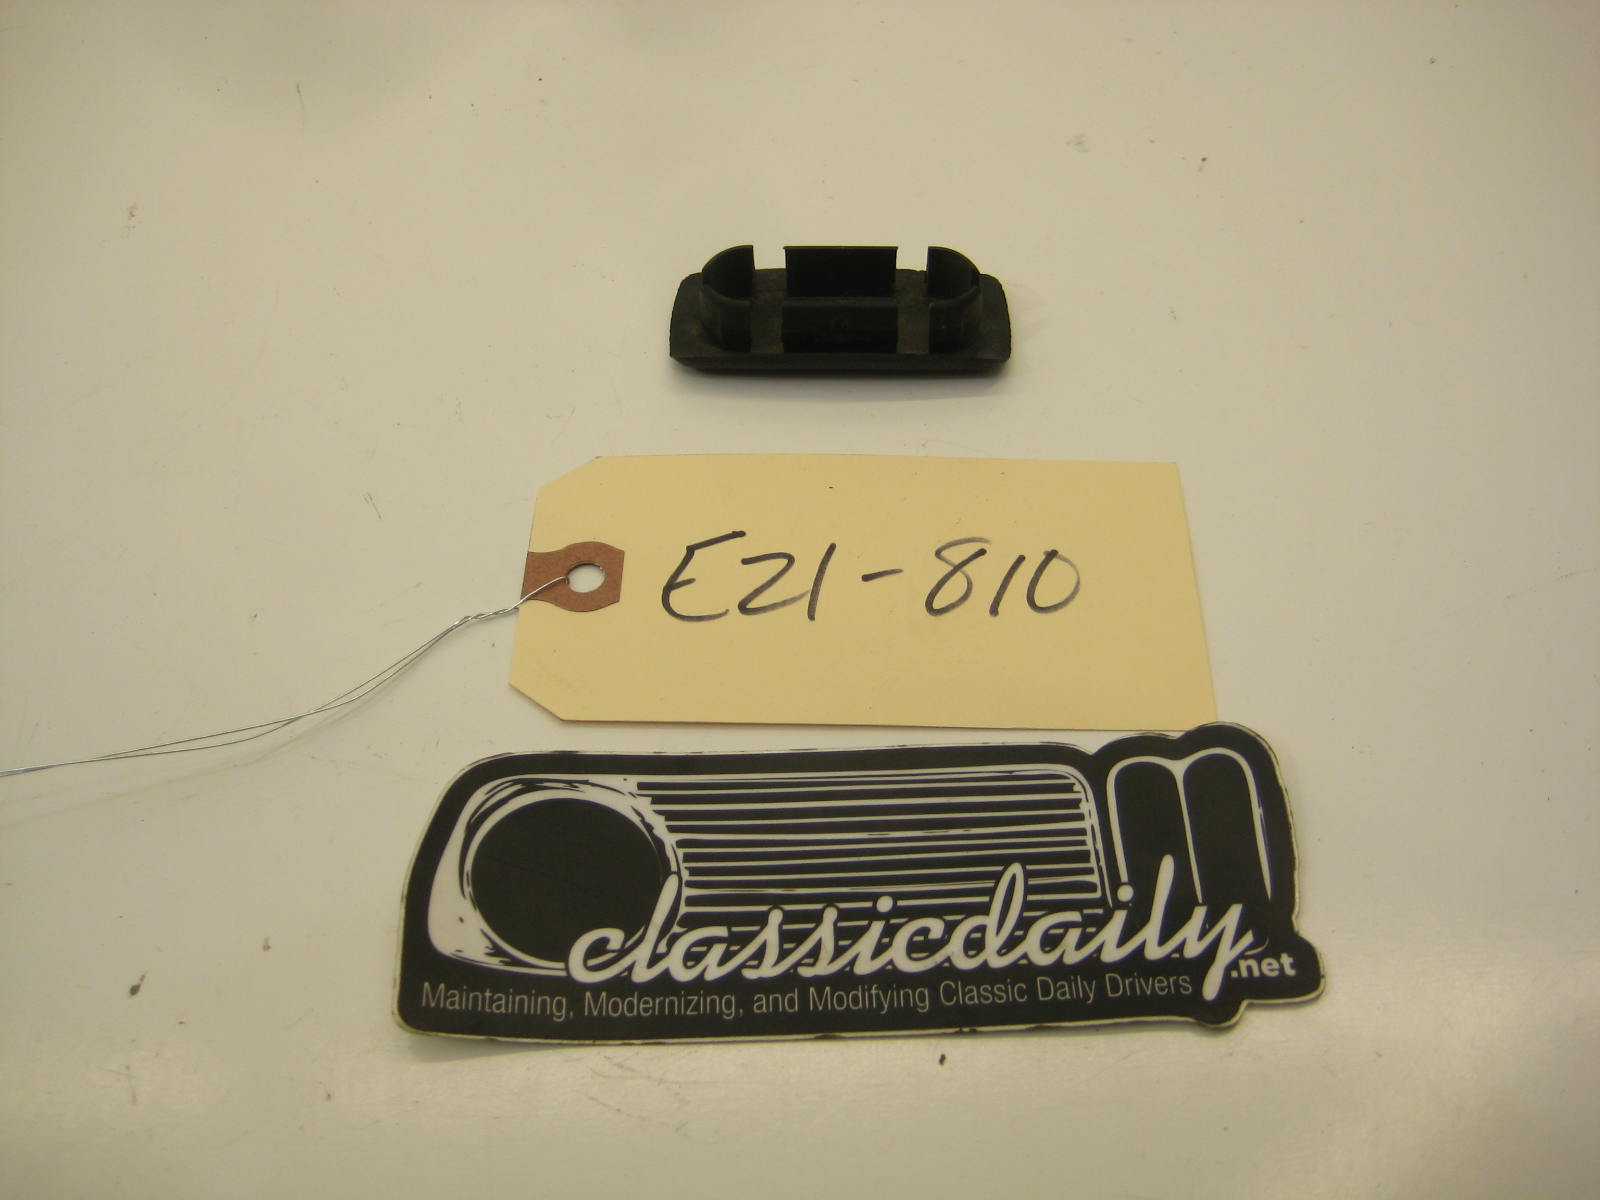 E21-810
classicdaily.net
Maintaining, Modernizing, and Modifying Classic Daily Drivers